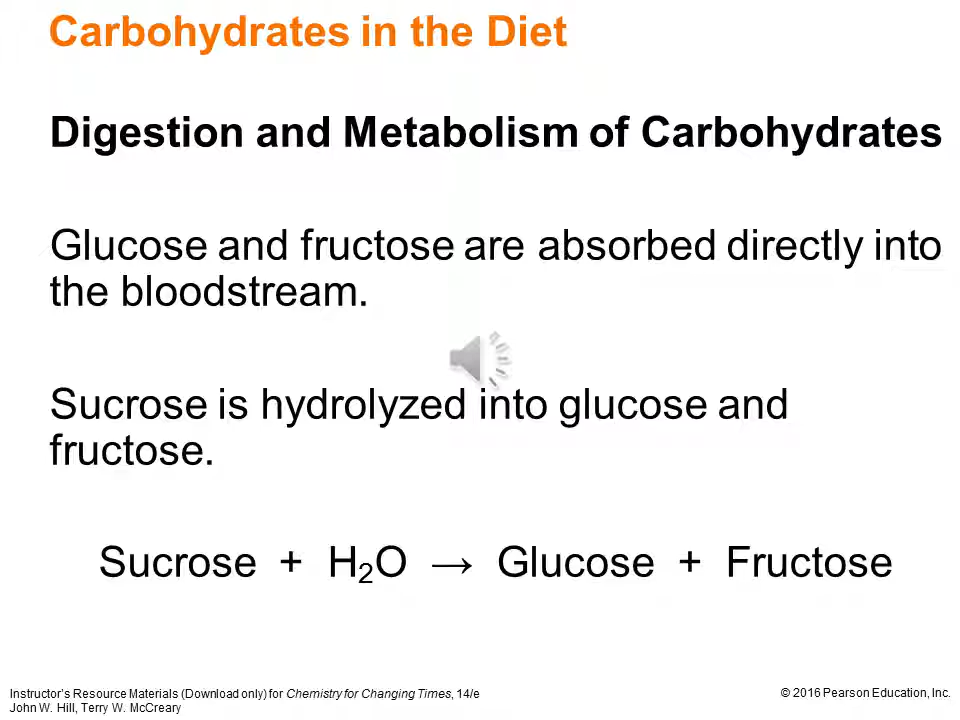 Carbohydrates in the Diet
Digestion and Metabolism of Carbohydrates
Glucose and fructose are absorbed directly into
the bloodstream.
Sucrose is hydrolyzed into glucose and
fructose.
Sucrose + H₂O → Glucose + Fructose
Instructor's Resource Materials (Download only) for Chemistry for Changing Times, 14/e
John W. Hill, Terry W. McCreary
© 2016 Pearson Education, Inc.